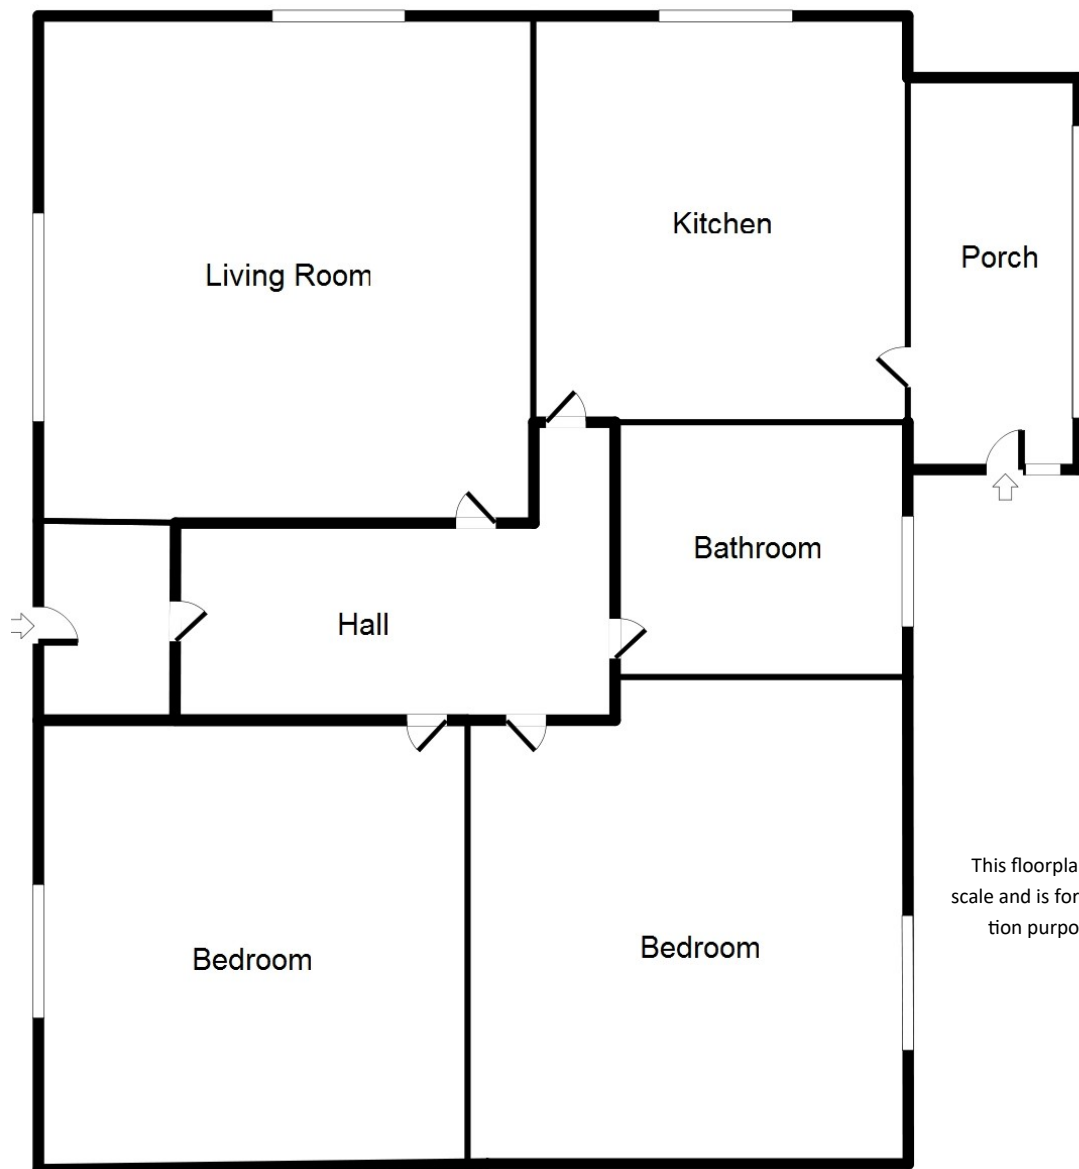 Kitchen
Living Room
Porch
Bathroom
Hall
Bedroom
Bedroom
This floorpla
scale and is for
tion purpo